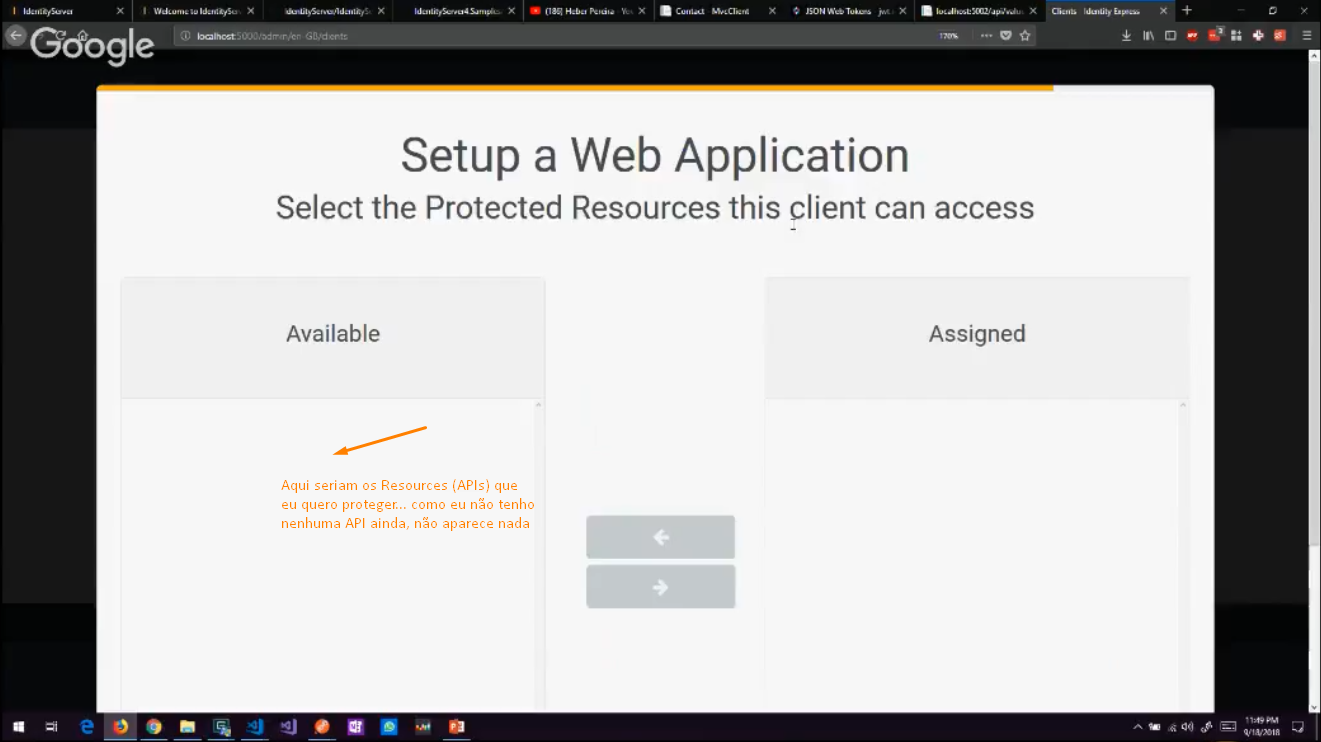 IdentityServer
Welcome to IdentityServ
IdentityServer/IdentityS
IdentityServer4.Samples
(186) Heber Pereira - Yo
Contact - MvcClient
JSON Web Tokens - jwt.
localhost:5002/api/value
Clients - Identity Express
Google
localhost:5000/admin/en-GB/clients
170%
Setup a Web Application
Select the Protected Resources this client can access
Available
Assigned
Aqui seriam os Resources (APIs) que
eu quero proteger... como eu não tenho
nenhuma API ainda, não aparece nada
11:49 PM
9/18/2018